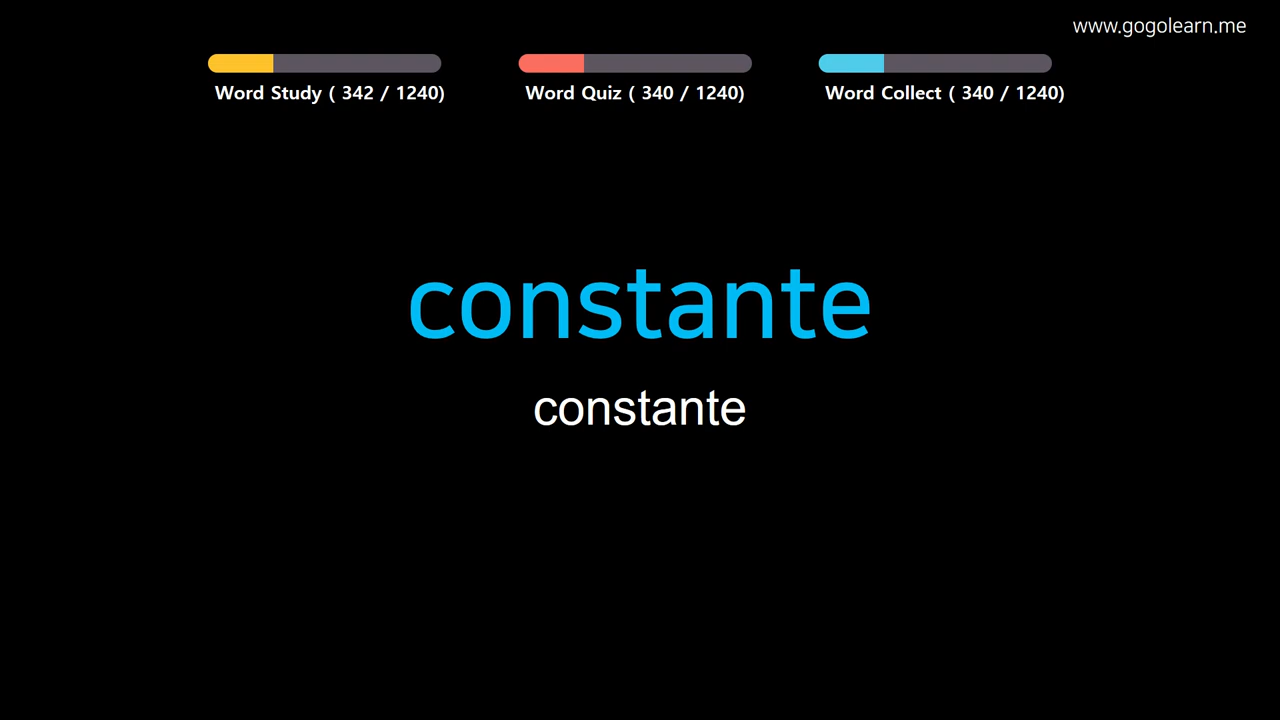 www.gogolearn.me
Word Study ( 342 / 1240)
Word Quiz ( 340 / 1240)
Word Collect ( 340 / 1240)
constante
constante